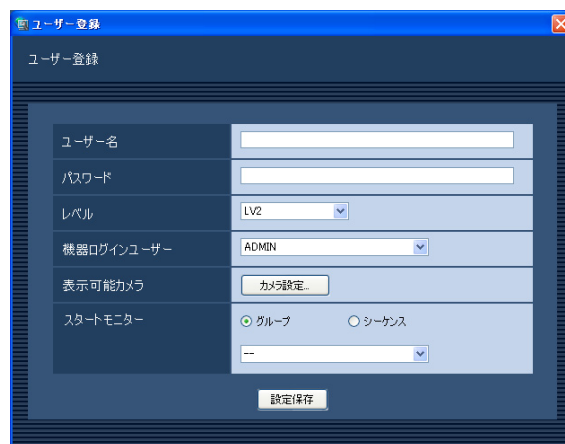 ユーザー登録
ユーザー登録
ユーザー名
パスワード
レベル
LV2
機器ログインユーザー
ADMIN
表示可能カメラ
カメラ設定...
スタートモニター
グループ
シーケンス
--
設定保存